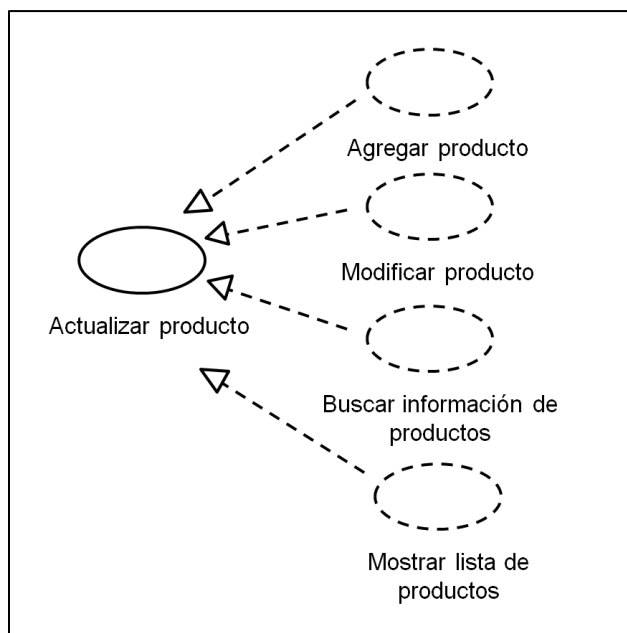 Agregar producto
Modificar producto
Actualizar producto
Buscar información de
productos
Mostrar lista de
productos